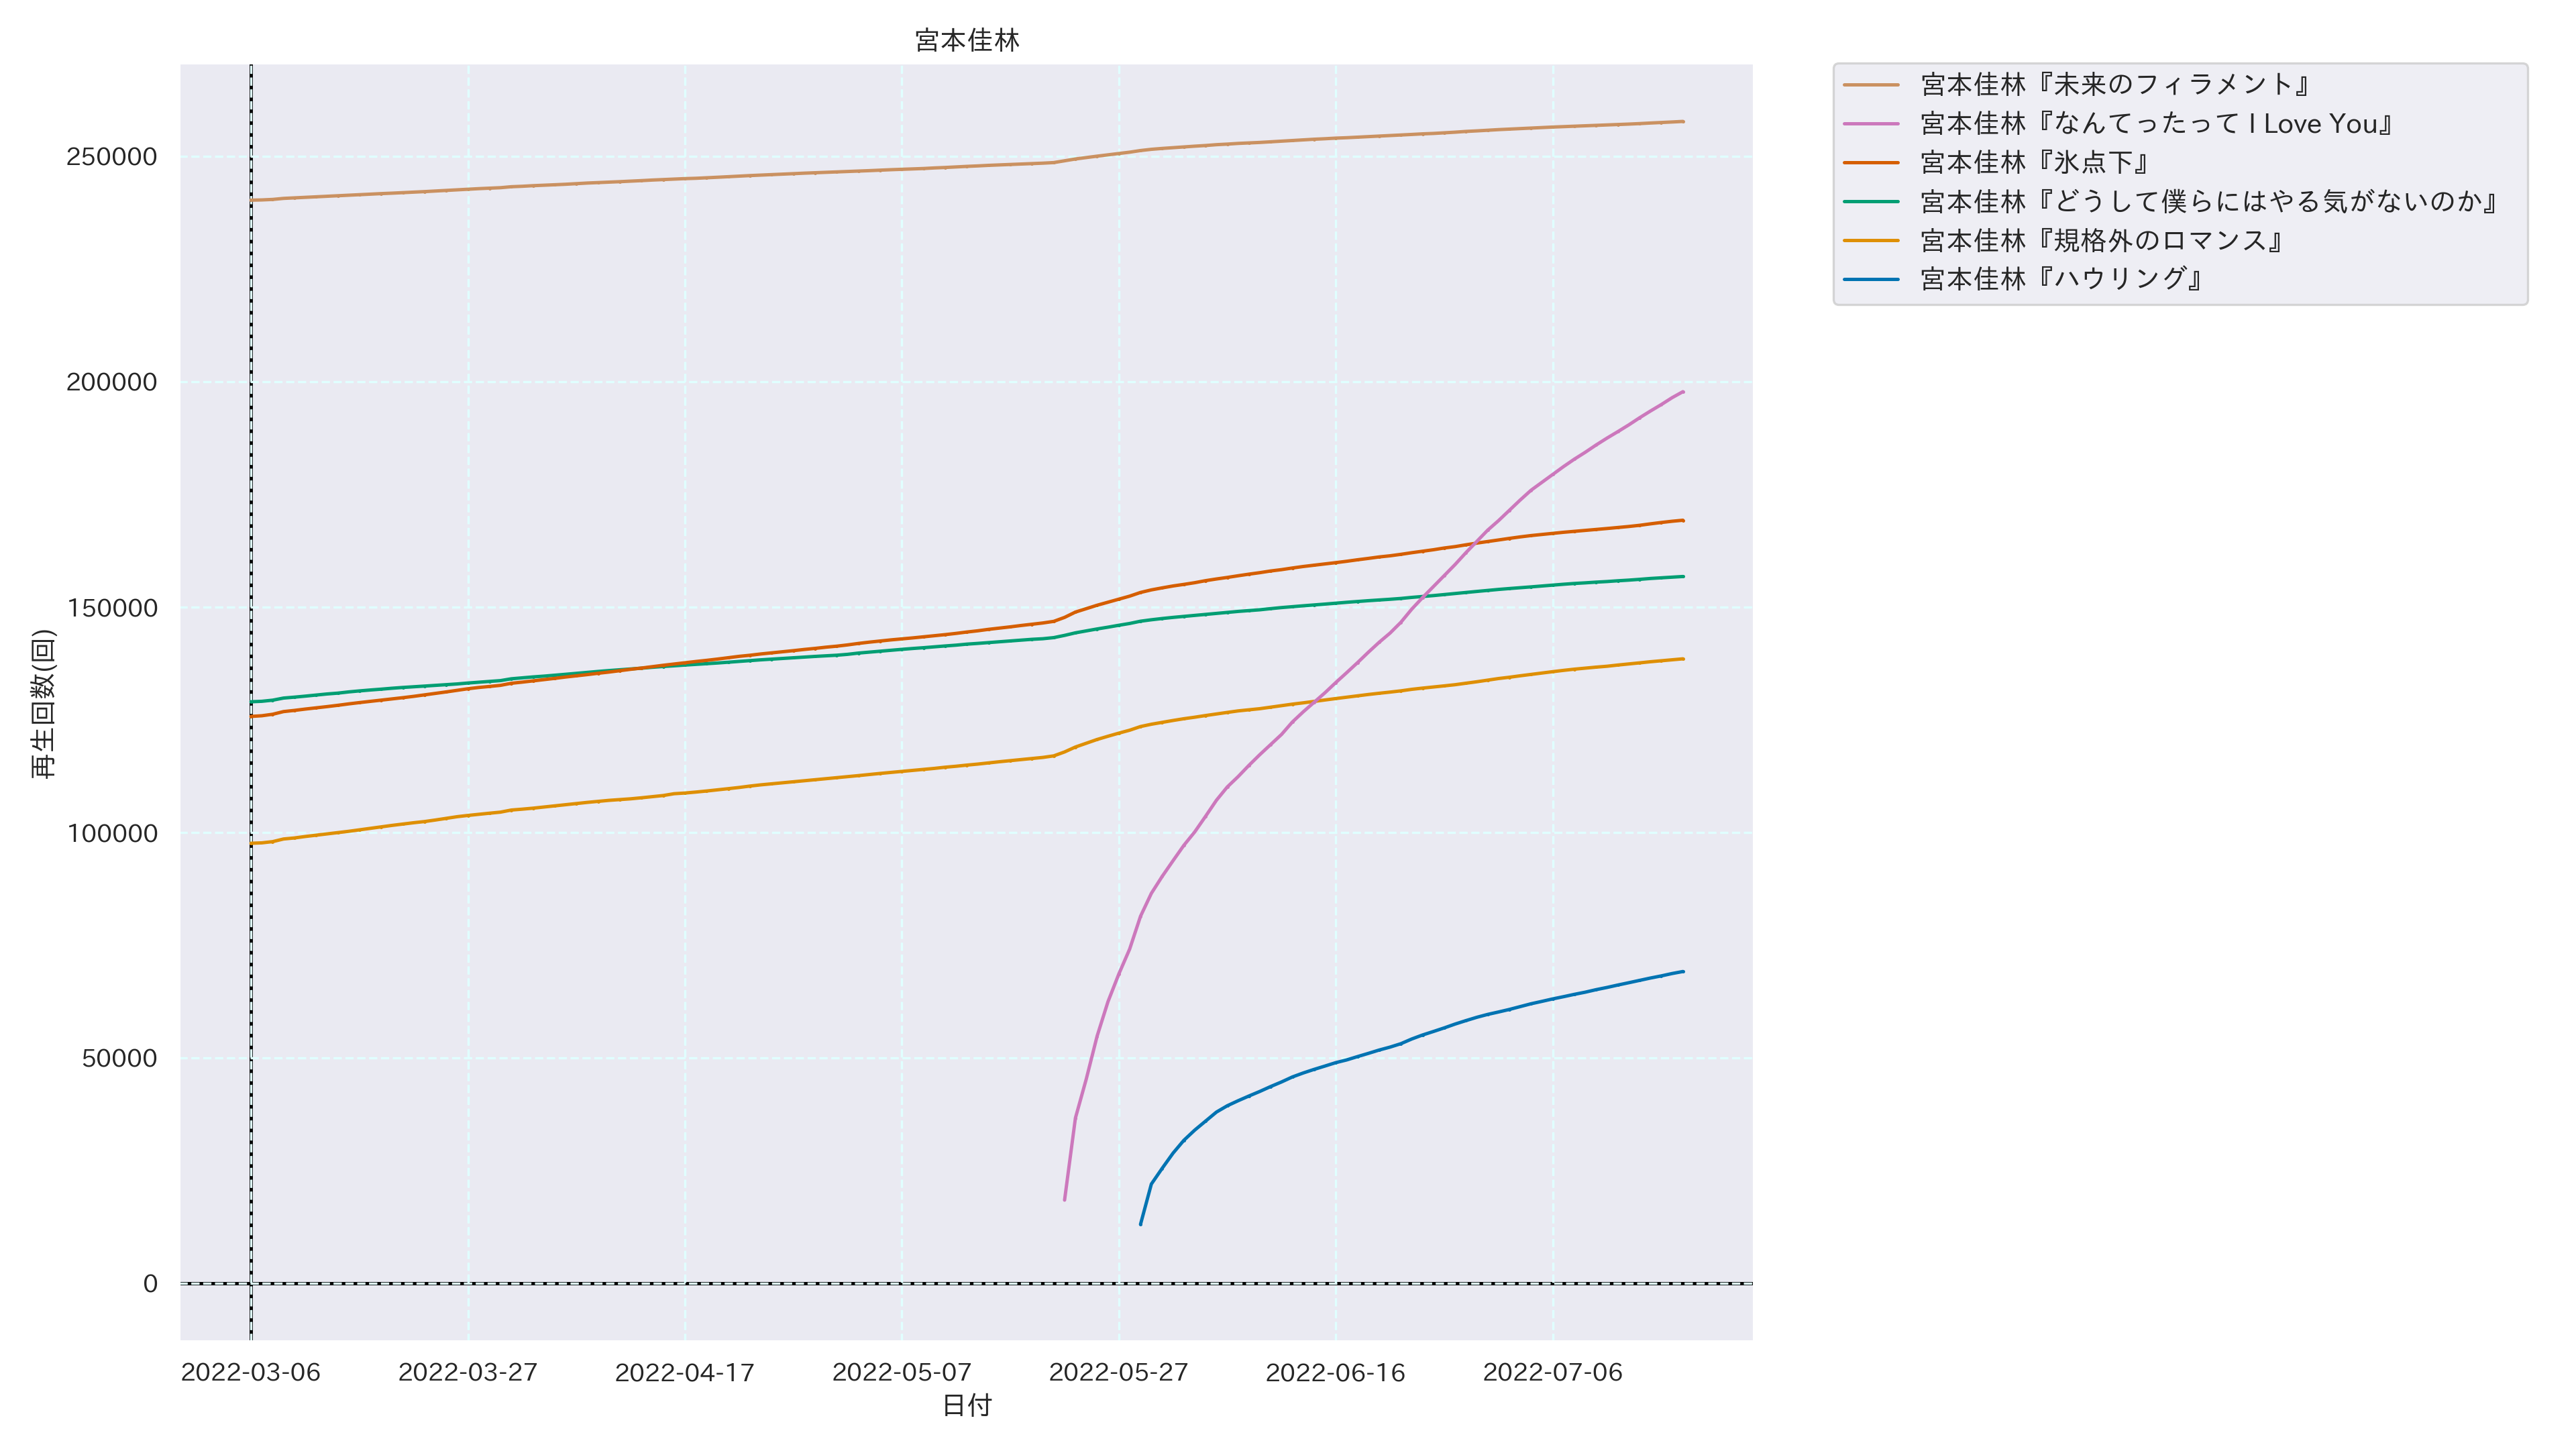 宮本佳林
宮本佳林『未来のフィラメント』
宮本佳林『なんてったって I Love You』
宮本佳林『氷点下』
宮本佳林『どうして僕らにはやる気がないのか』
宮本佳林『規格外のロマンス』
宮本佳林『ハウリング』
250000
200000
150000
100000
50000
0
再生回数(回)
2022-03-06 2022-03-27 2022-04-17 2022-05-07 2022-05-27 2022-06-16 2022-07-06
日付